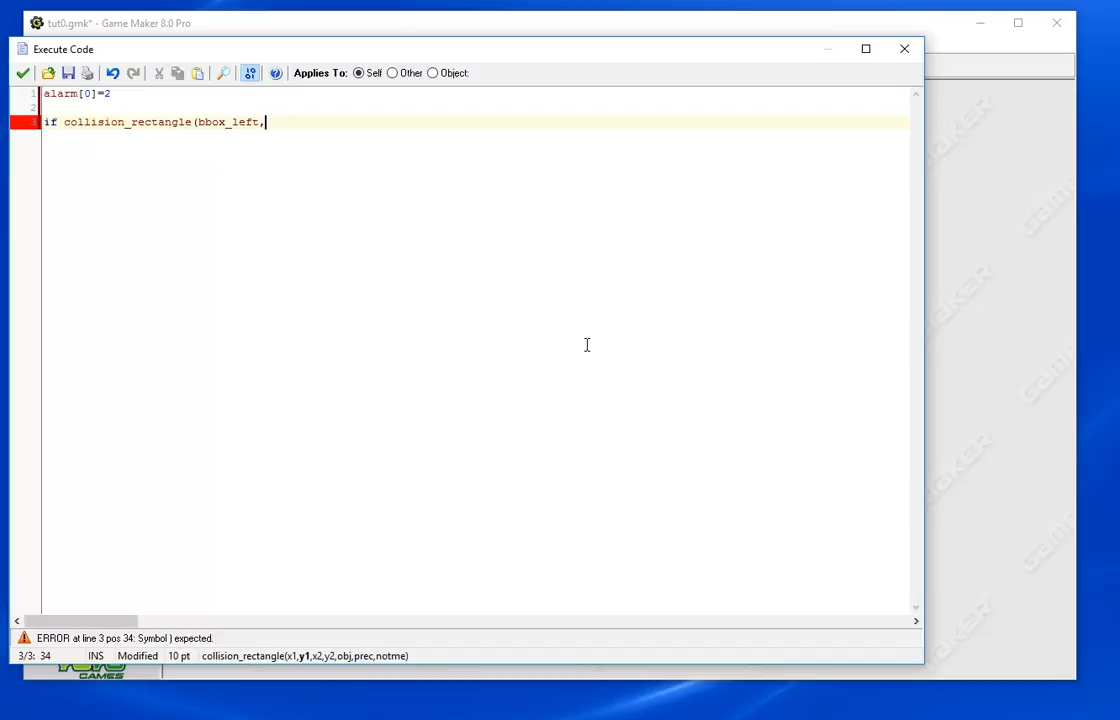 tut0.gmk* - Game Maker 8.0 Pro
Execute Code
Applies To: Self Other Object:
1 alarm[0]=2
2
3 if collision_rectangle(bbox_left,
ERROR at line 3 pos 34: Symbol ) expected.
3/3: 34 INS Modified 10 pt collision_rectangle(x1,y1,x2,y2,obj,prec,notme)
GAMES